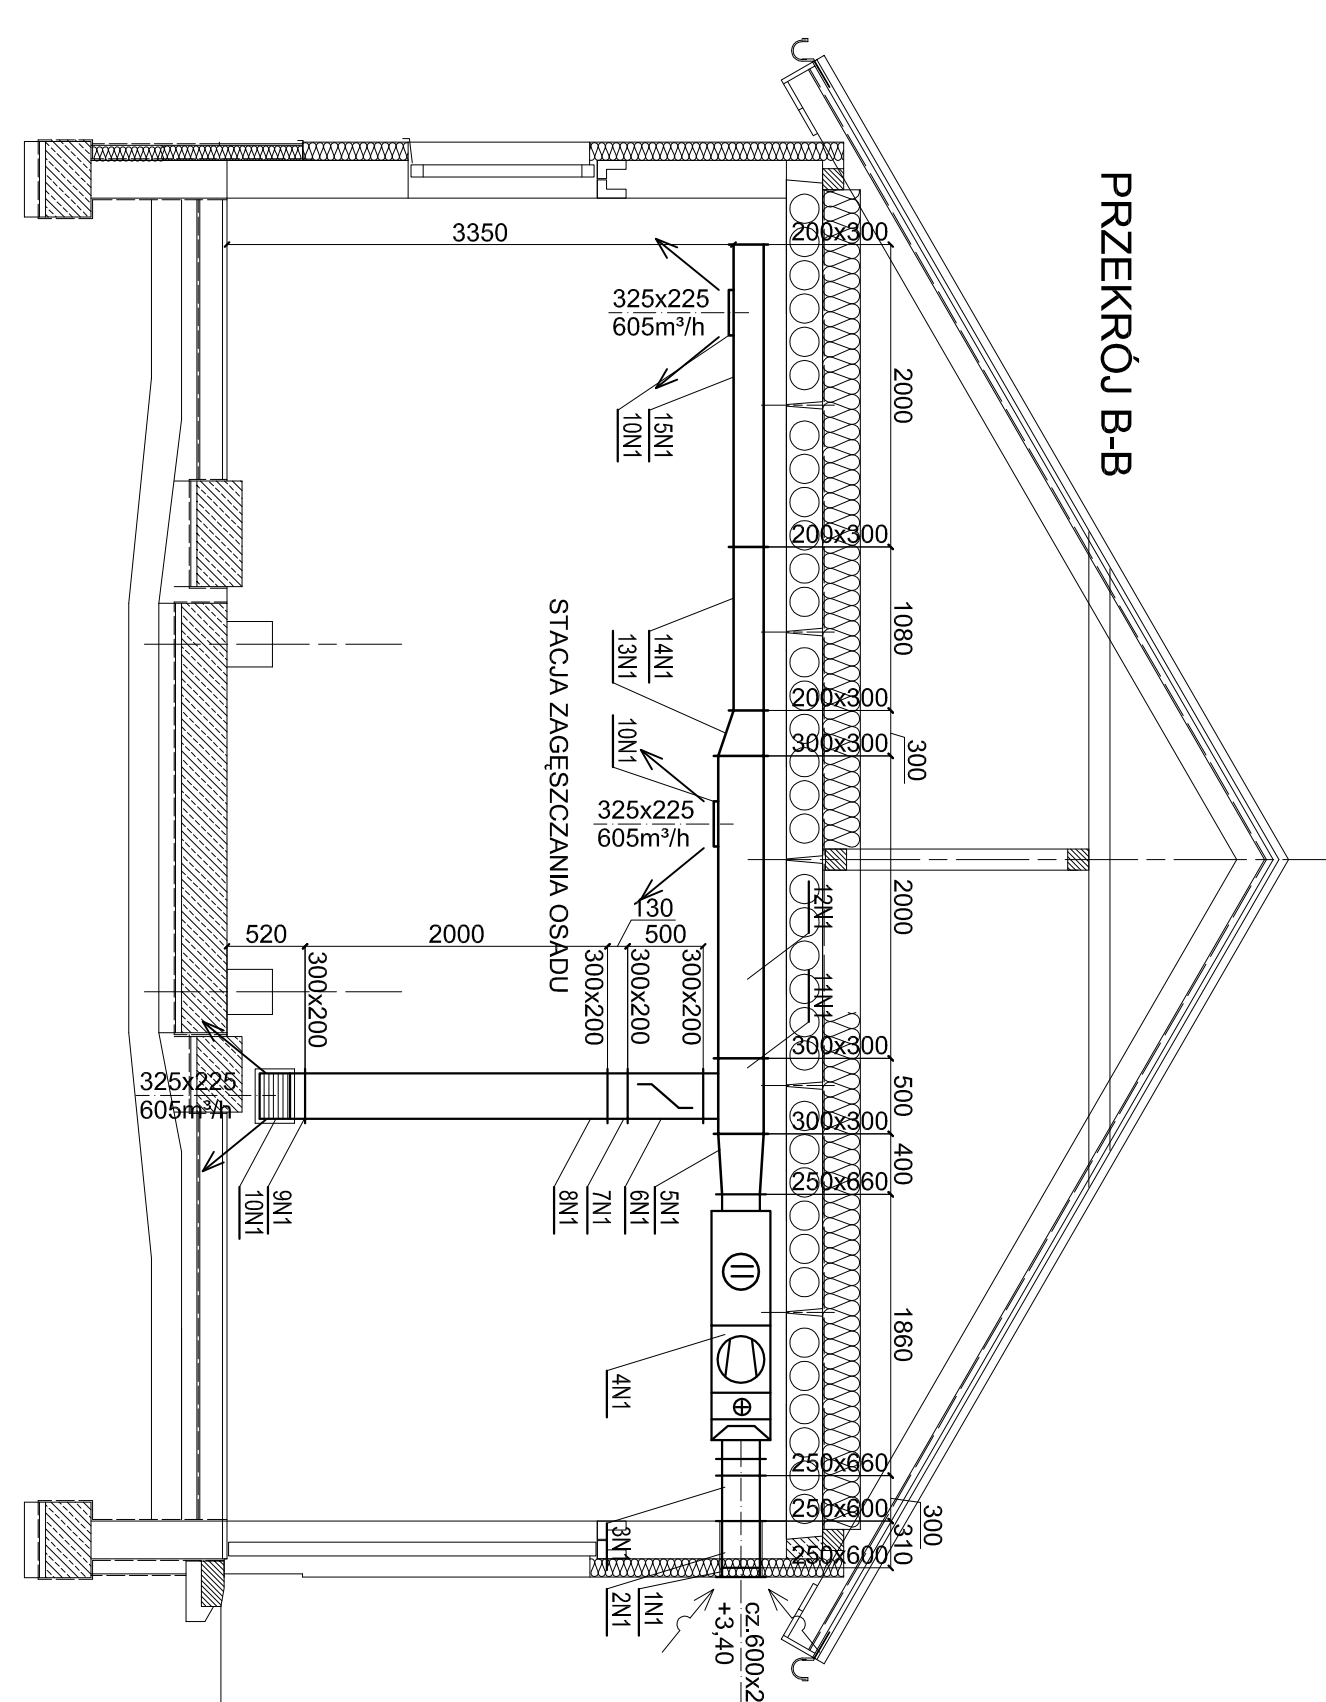 PRZEKRÓJ B-B
200x300
2000
200x300
1080
200x300
300
300x300
2000
300x300
500
300x300
400
250x660
1860
250x660
300
250x600
310
250x600
3350
325x225
605m³/h
15N1
10N1
14N1
13N1
10N1
325x225
605m³/h
12N1
11N1
STACJA ZAGĘSZCZANIA OSADU
520
2000
130
500
300x200
300x200
300x200
300x200
325x225
605m³/h
9N1
10N1
8N1
7N1
6N1
5N1
4N1
3N1
1N1
2N1
cz.600x2
+3,40